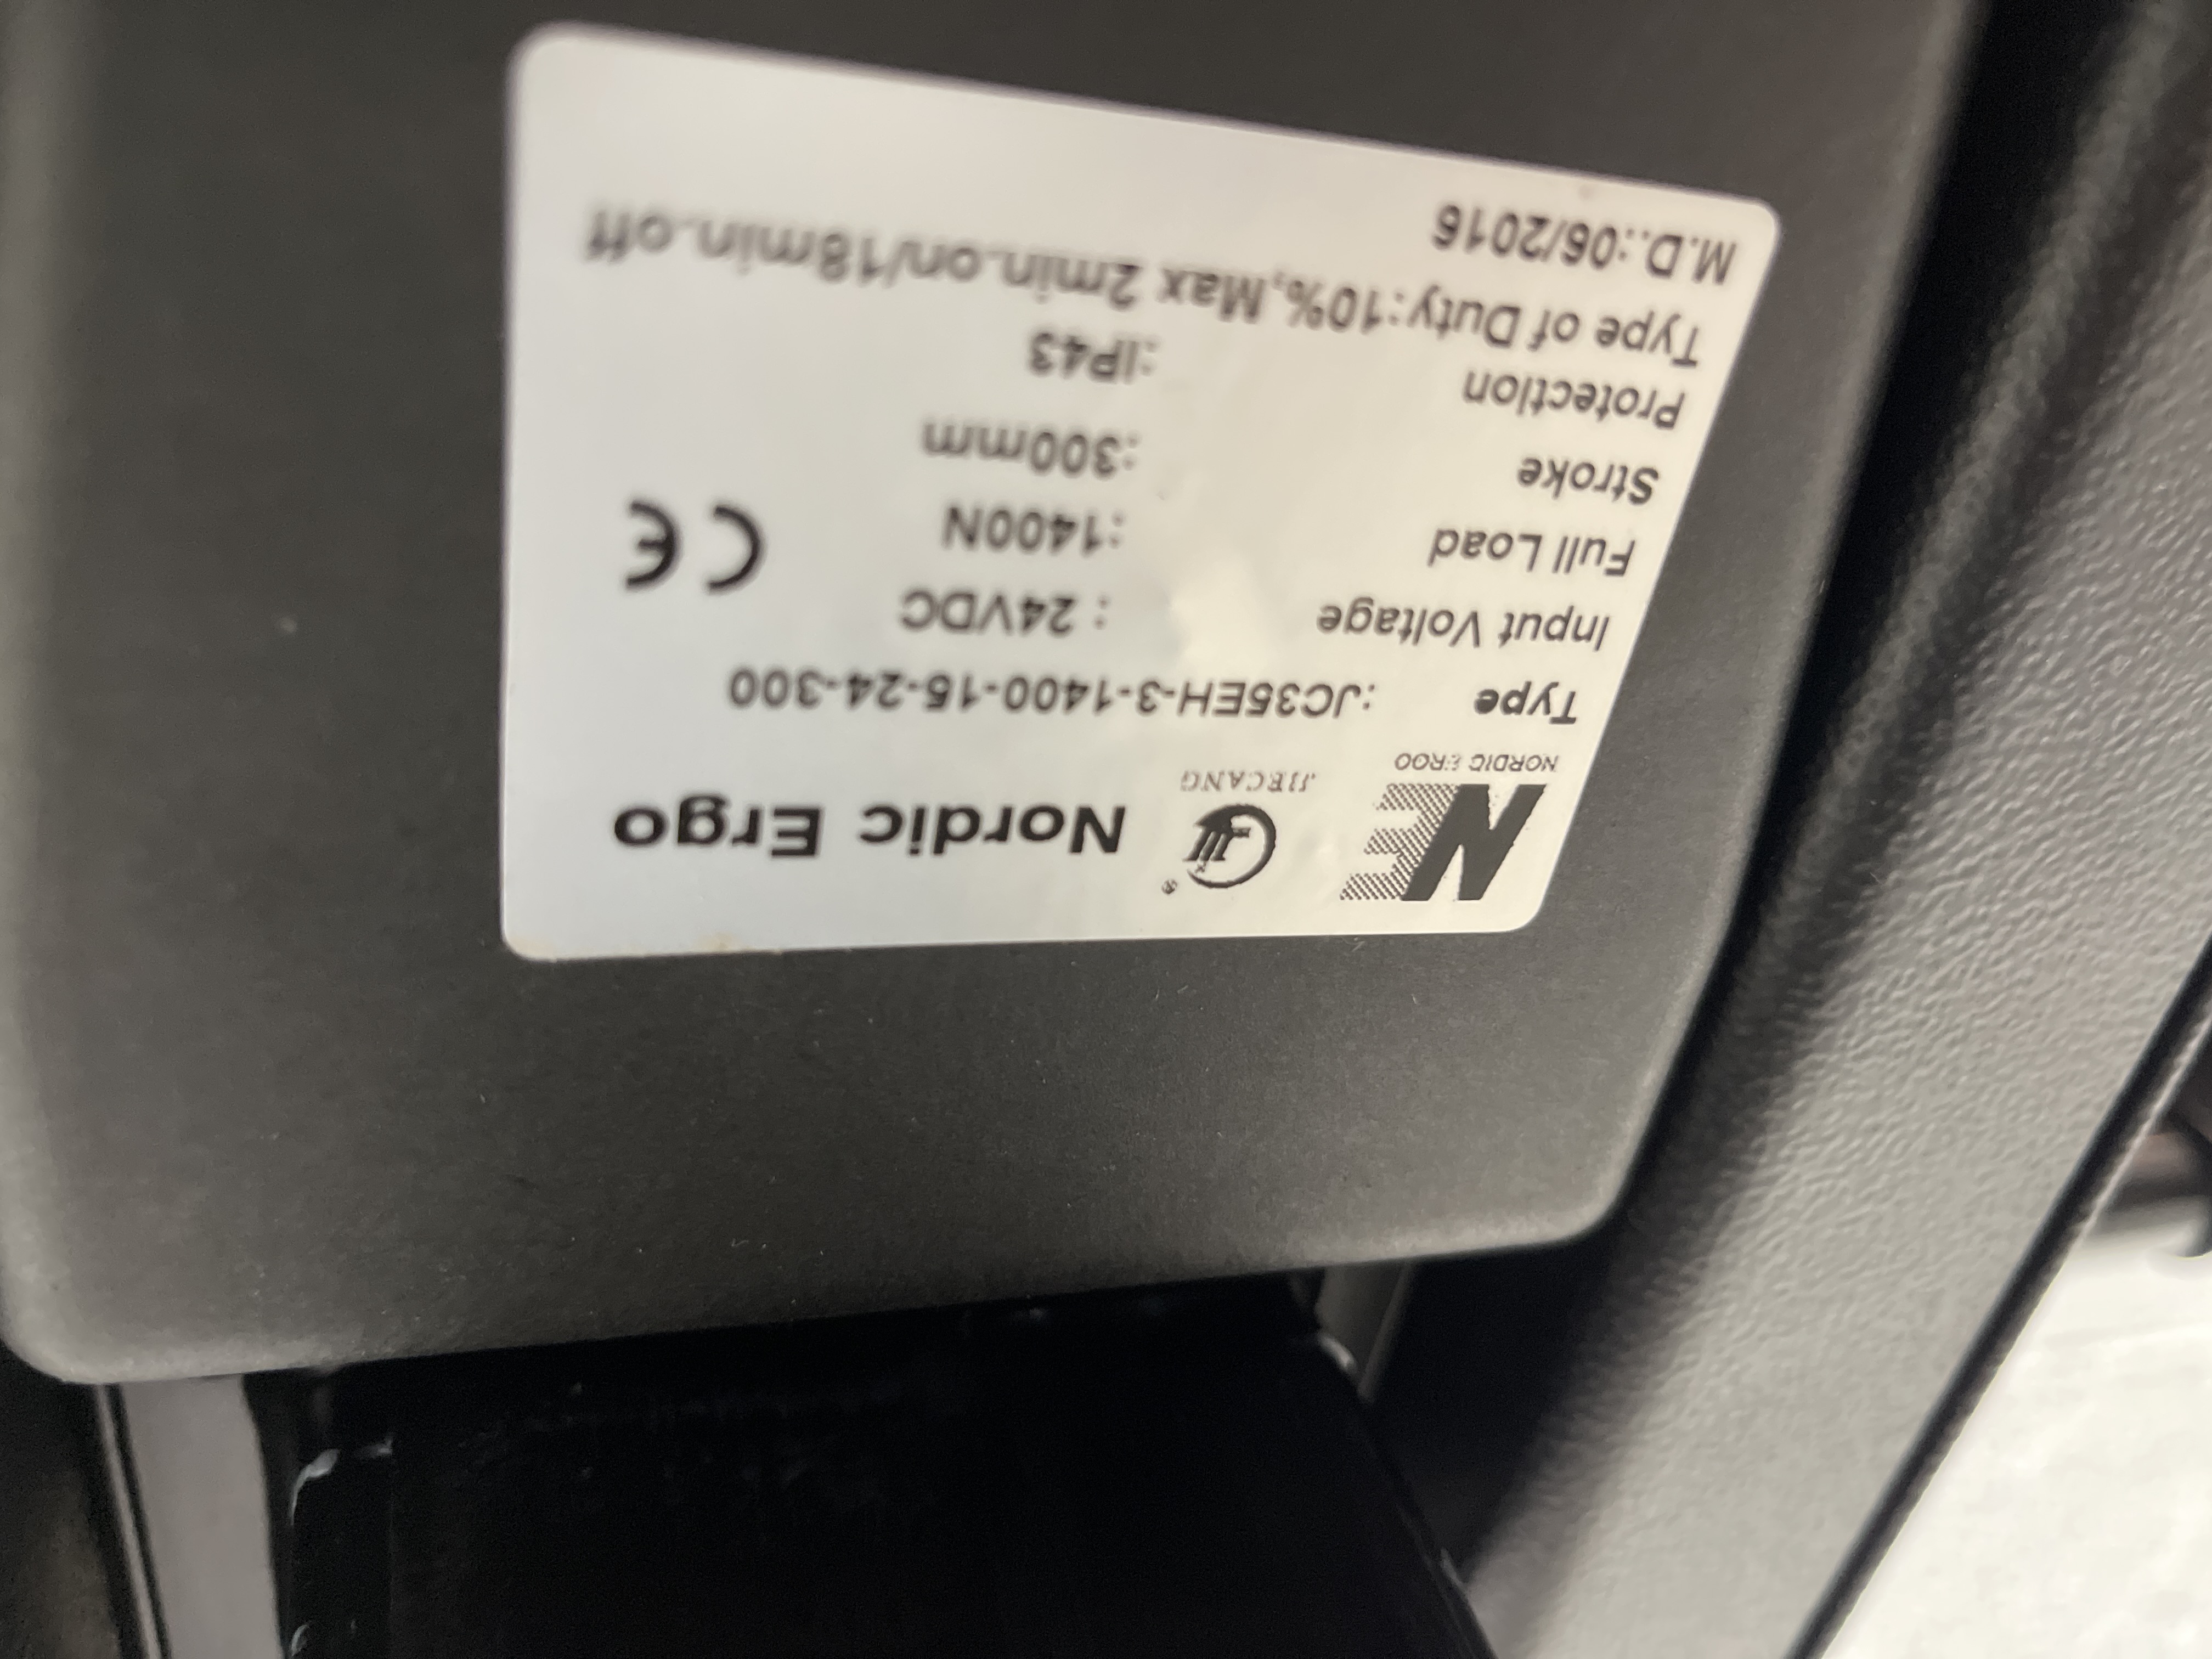 NORDIC ERGO
JIECANG
Nordic Ergo
Type :JC35EH-3-1400-15-24-300
Input Voltage : 24VDC
Full Load :1400N
Stroke :300mm
Protection :IP43
Type of Duty:10%,Max 2min.on/18min.off
M.D.:06/2016
CE